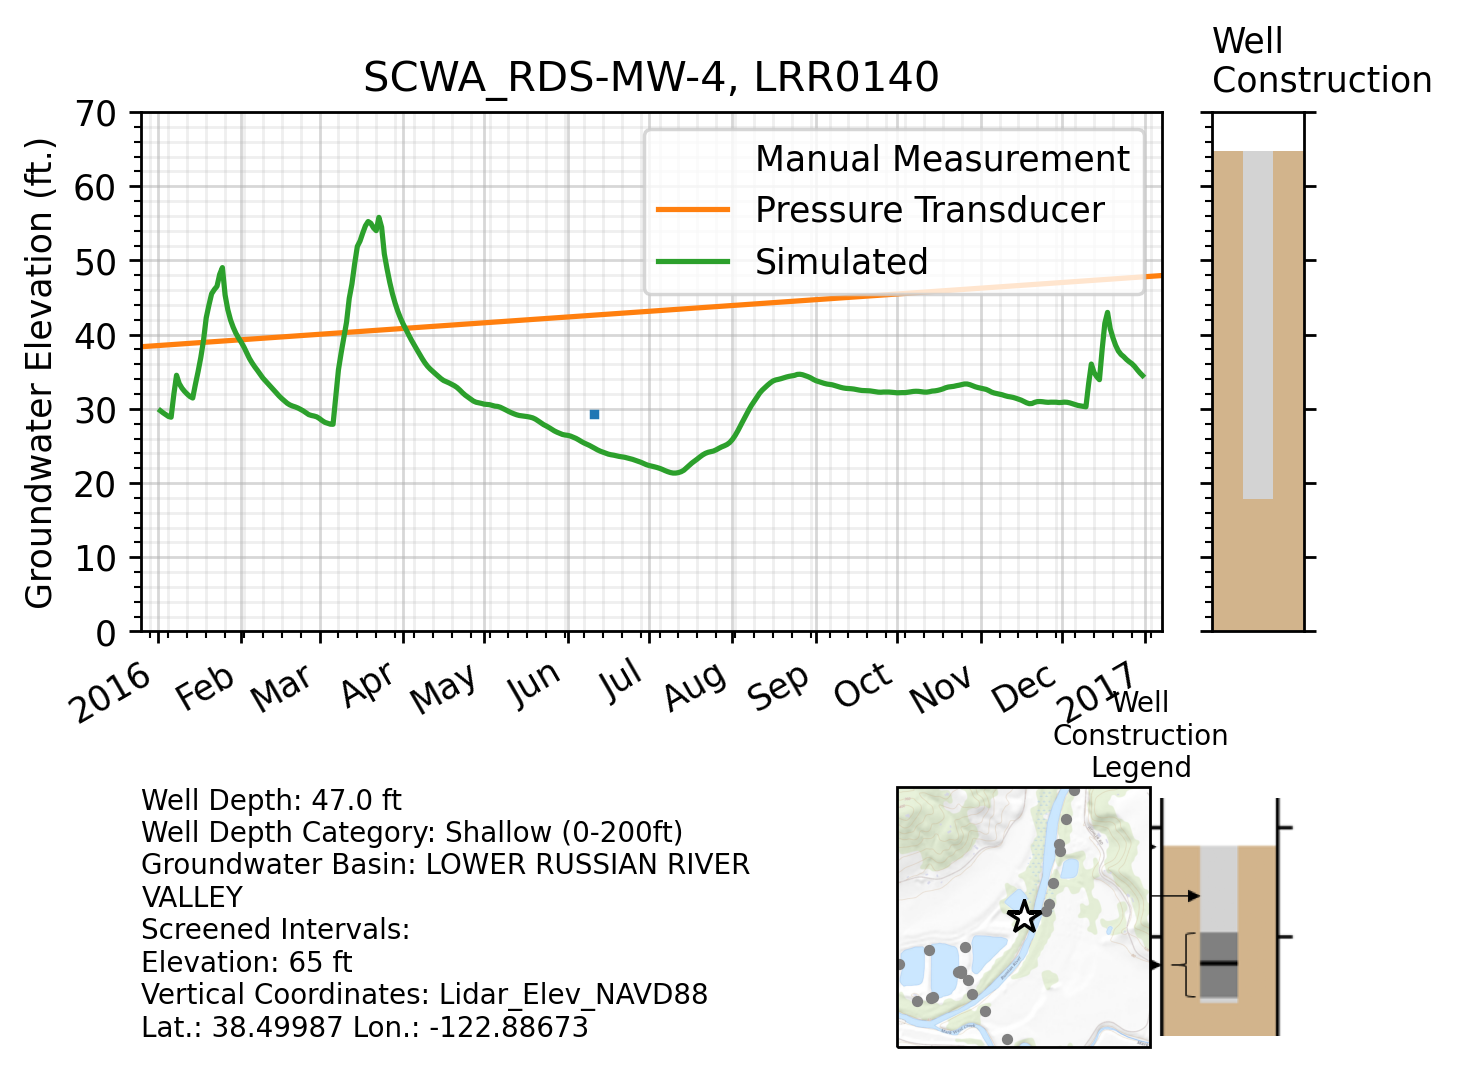 Well
Construction
SCWA_RDS-MW-4, LRR0140
Groundwater Elevation (ft.)
70
60
50
40
30
20
10
0
Manual Measurement
Pressure Transducer
Simulated
2016 Feb Mar Apr May Jun Jul Aug Sep Oct Nov Dec 2017
Well
Construction
Legend
Well Depth: 47.0 ft
Well Depth Category: Shallow (0-200ft)
Groundwater Basin: LOWER RUSSIAN RIVER
VALLEY
Screened Intervals:
Elevation: 65 ft
Vertical Coordinates: Lidar_Elev_NAVD88
Lat.: 38.49987 Lon.: -122.88673